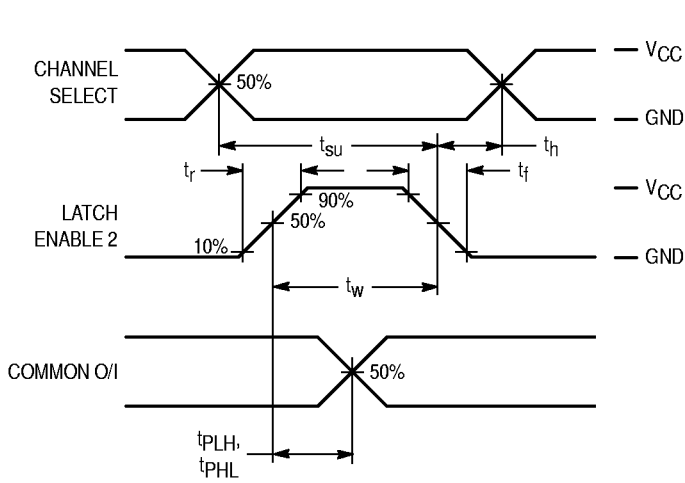 CHANNEL
SELECT
50%
VCC
GND
tsu
th
tr
tf
LATCH
ENABLE 2
90%
50%
10%
VCC
GND
tw
COMMON O/I
50%
tPLH,
tPHL